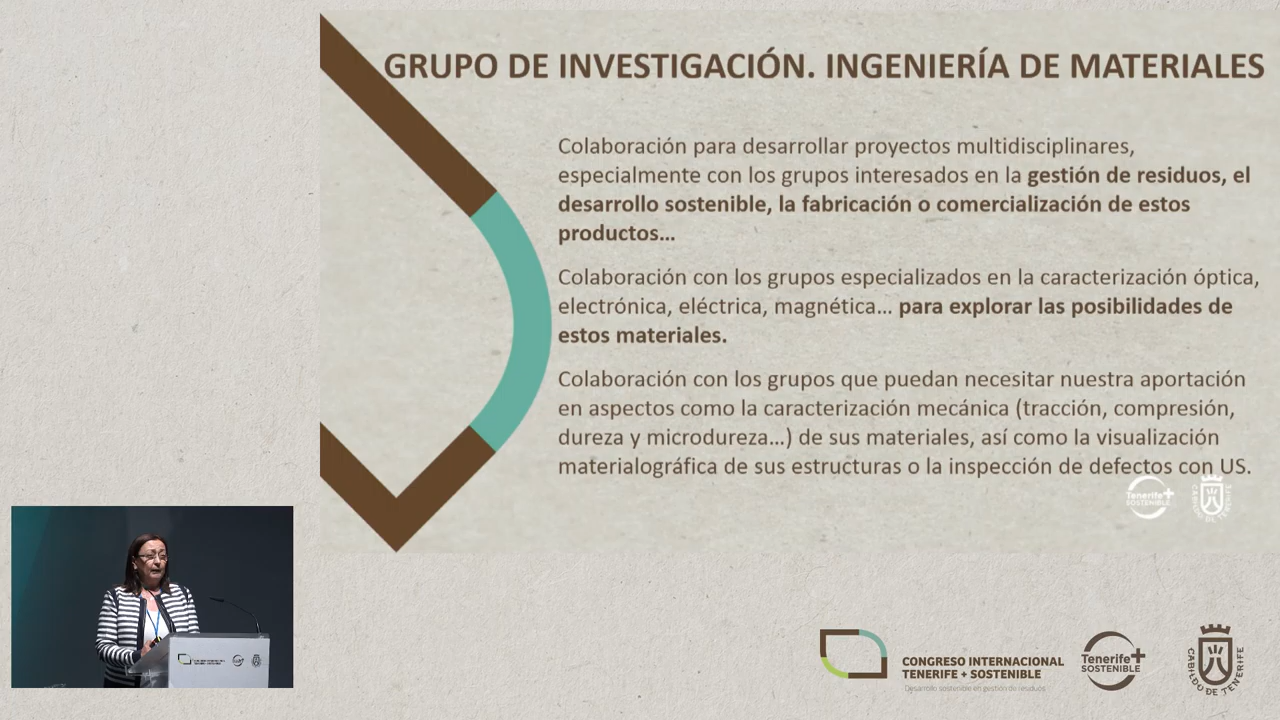 GRUPO DE INVESTIGACIÓN. INGENIERÍA DE MATERIALES
Colaboración para desarrollar proyectos multidisciplinares,
especialmente con los grupos interesados en la gestión de residuos, el
desarrollo sostenible, la fabricación o comercialización de estos
productos...
Colaboración con los grupos especializados en la caracterización óptica,
electrónica, eléctrica, magnética... para explorar las posibilidades de
estos materiales.
Colaboración con los grupos que puedan necesitar nuestra aportación
en aspectos como la caracterización mecánica (tracción, compresión,
dureza y microdureza...) de sus materiales, así como la visualización
materialográfica de sus estructuras o la inspección de defectos con US.
Tenerife+
SOSTENIBLE
CABILDO DE TENERIFE
CONGRESO INTERNACIONAL
TENERIFE + SOSTENIBLE
Desarrollo sostenible en gestión de residuos
Tenerife+
SOSTENIBLE
CABILDO DE TENERIFE